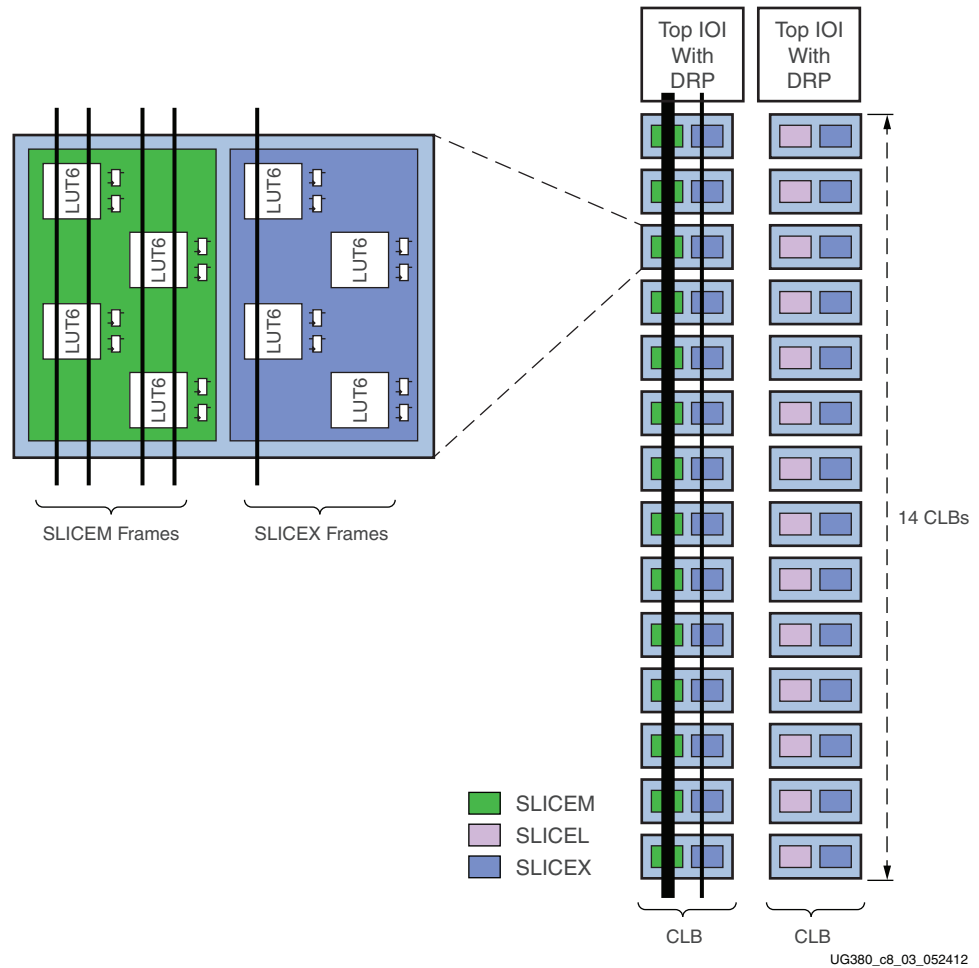 Top IOI
With
DRP
Top IOI
With
DRP
LUT6
LUT6
LUT6
LUT6
LUT6
LUT6
LUT6
LUT6
SLICEM Frames
SLICEX Frames
14 CLBs
SLICEM
SLICEL
SLICEX
CLB
CLB
UG380_c8_03_052412